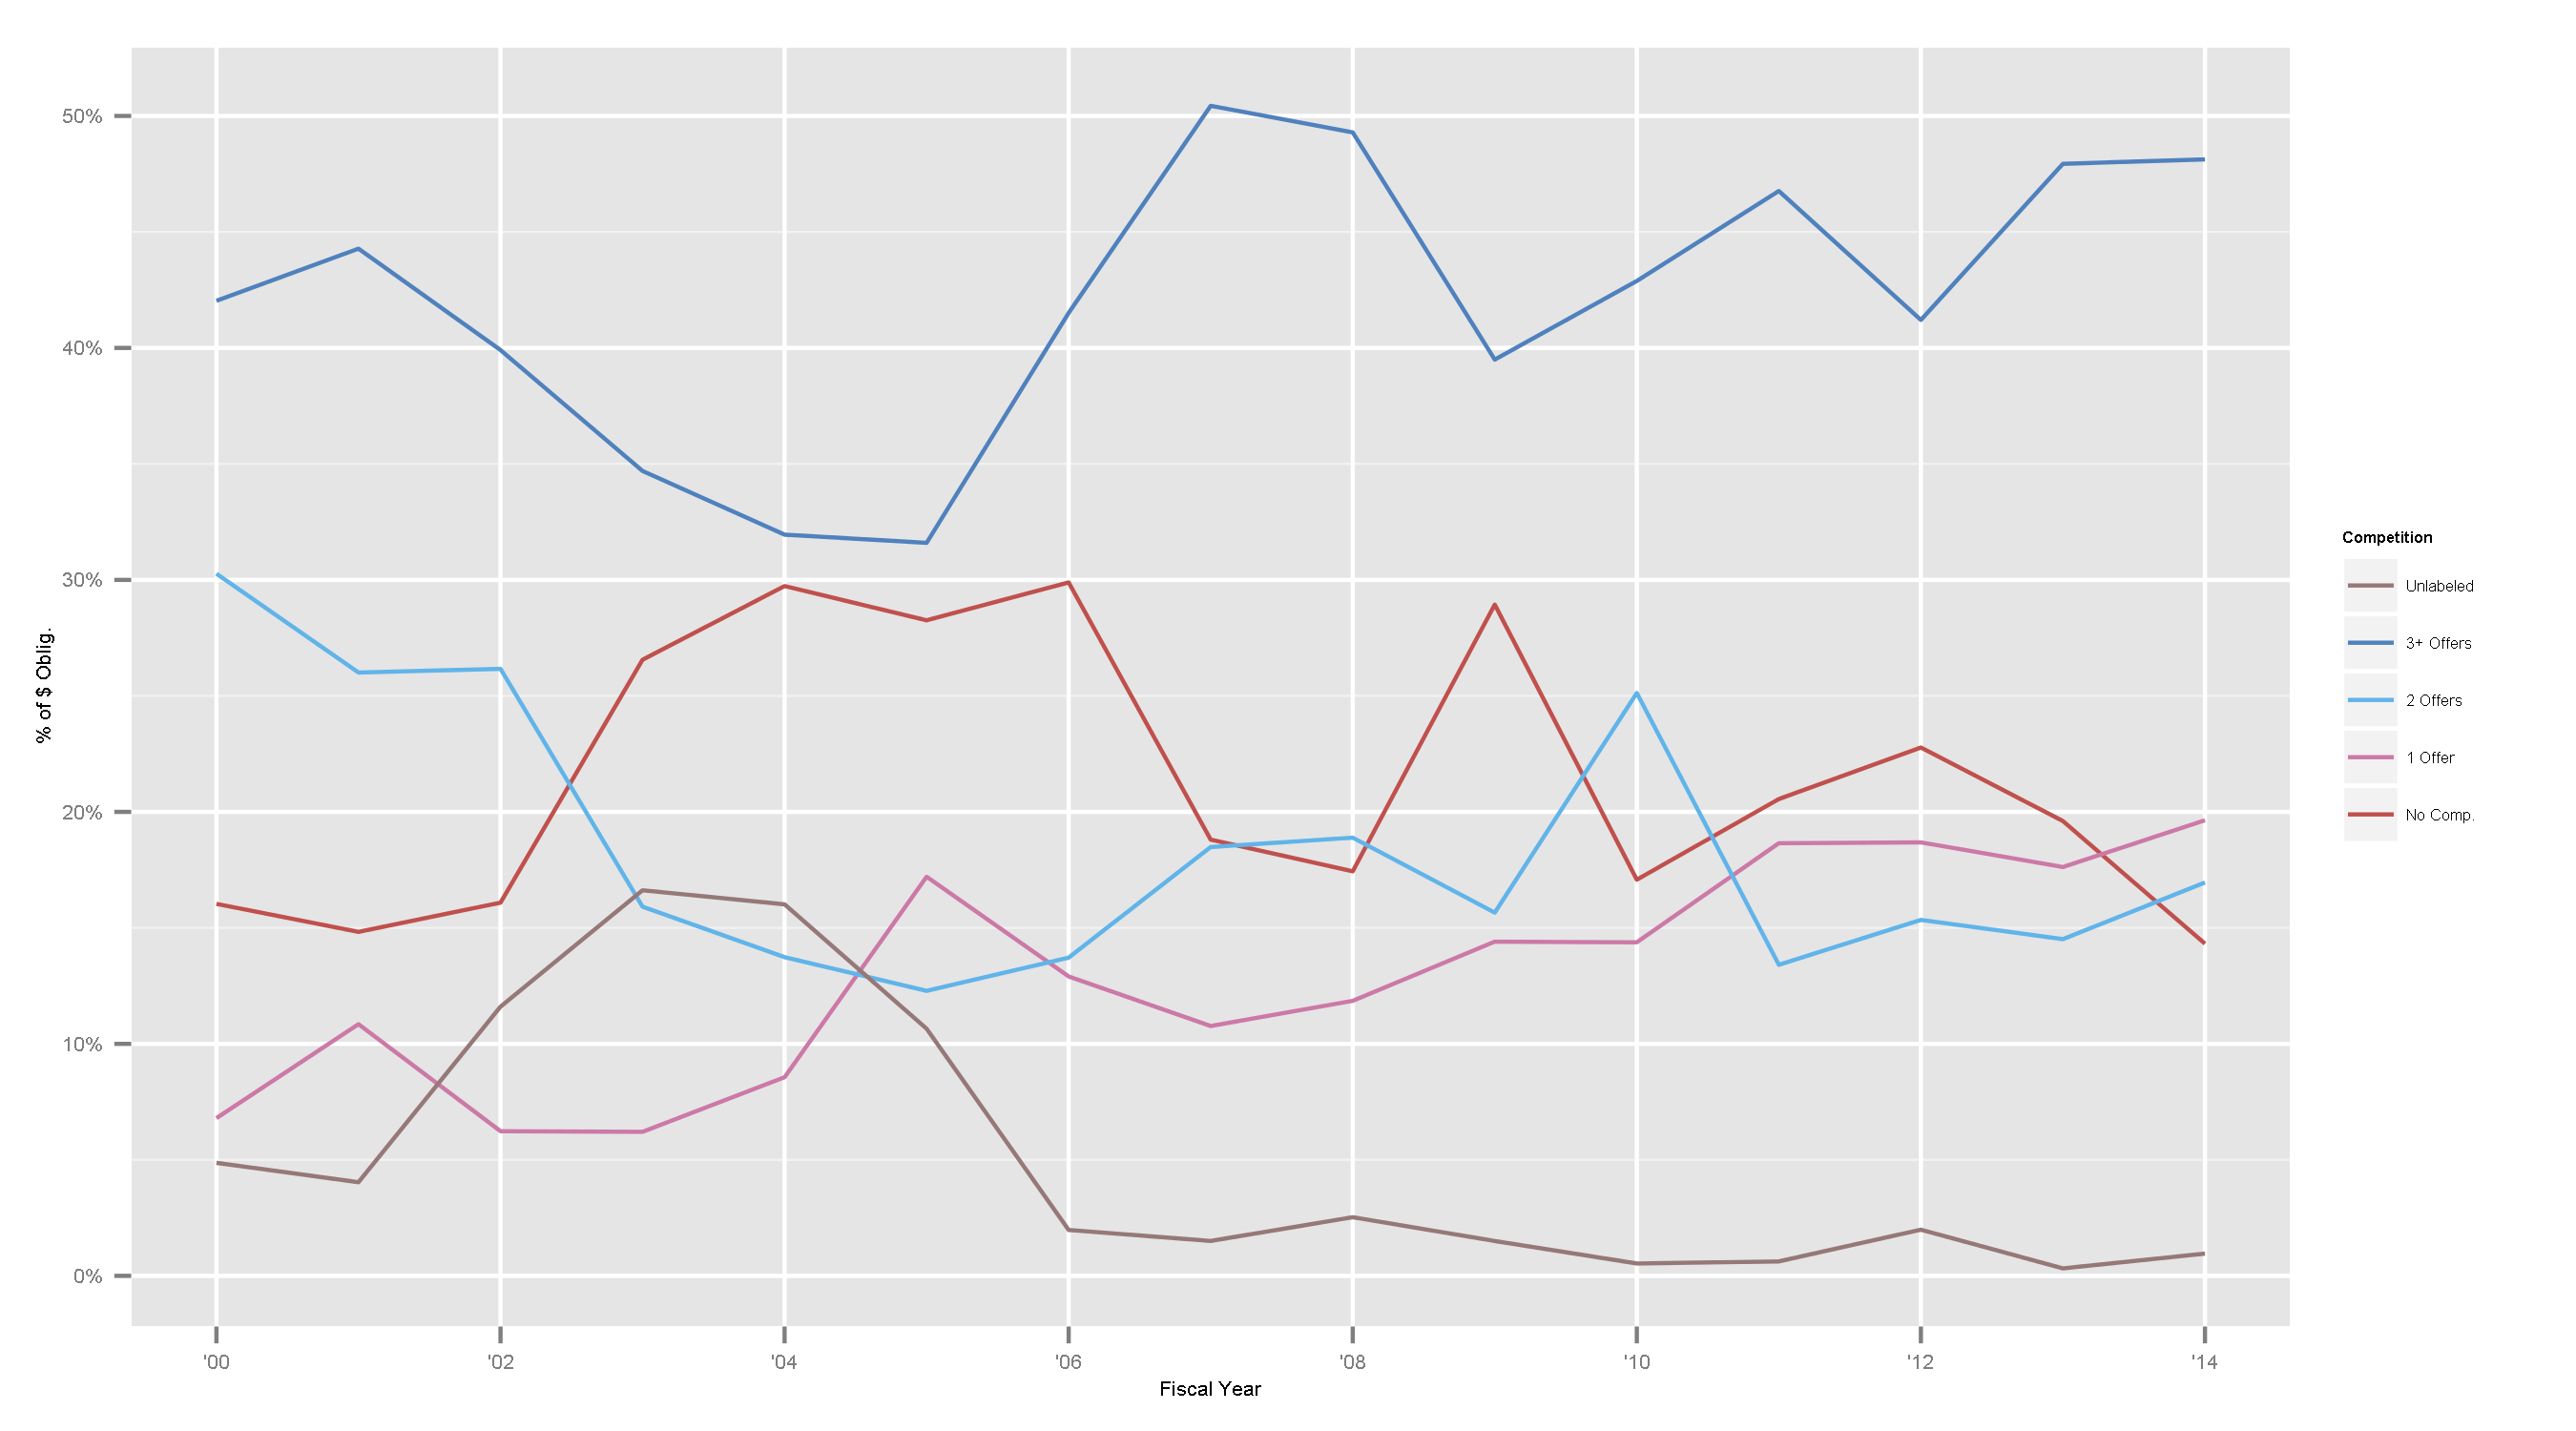 50%
40%
30%
20%
10%
0%
% of $ Oblig.
'00 '02 '04 '06 '08 '10 '12 '14
Fiscal Year
Competition
Unlabeled
3+ Offers
2 Offers
1 Offer
No Comp.